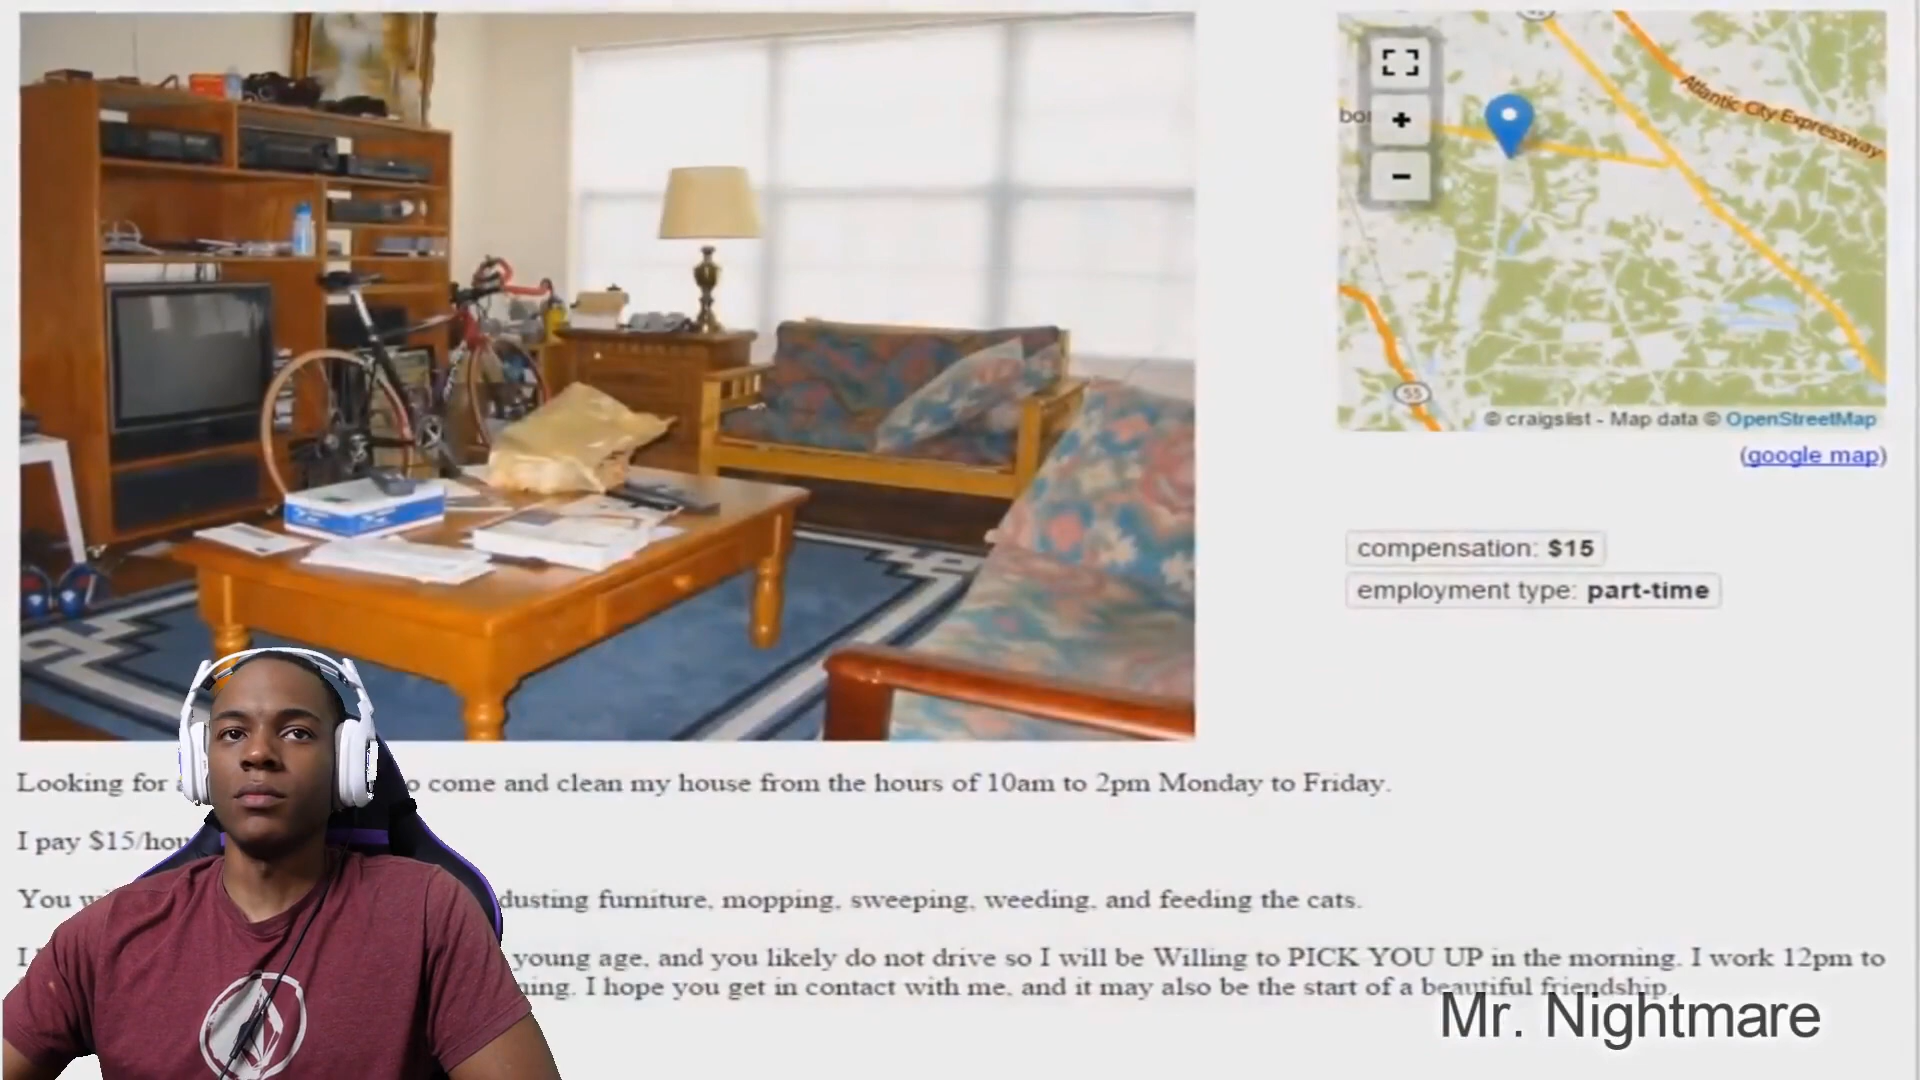 Atlantic City Expressway
+
−
55
© craigslist - Map data © OpenStreetMap
(google map)
compensation: $15
employment type: part-time
Looking for come and clean my house from the hours of 10am to 2pm Monday to Friday.
I pay $15/hou
You dusting furniture, mopping, sweeping, weeding, and feeding the cats.
I young age, and you likely do not drive so I will be Willing to PICK YOU UP in the morning. I work 12pm to
I hope you get in contact with me, and it may also be the start of a beautiful friendship.
Mr. Nightmare